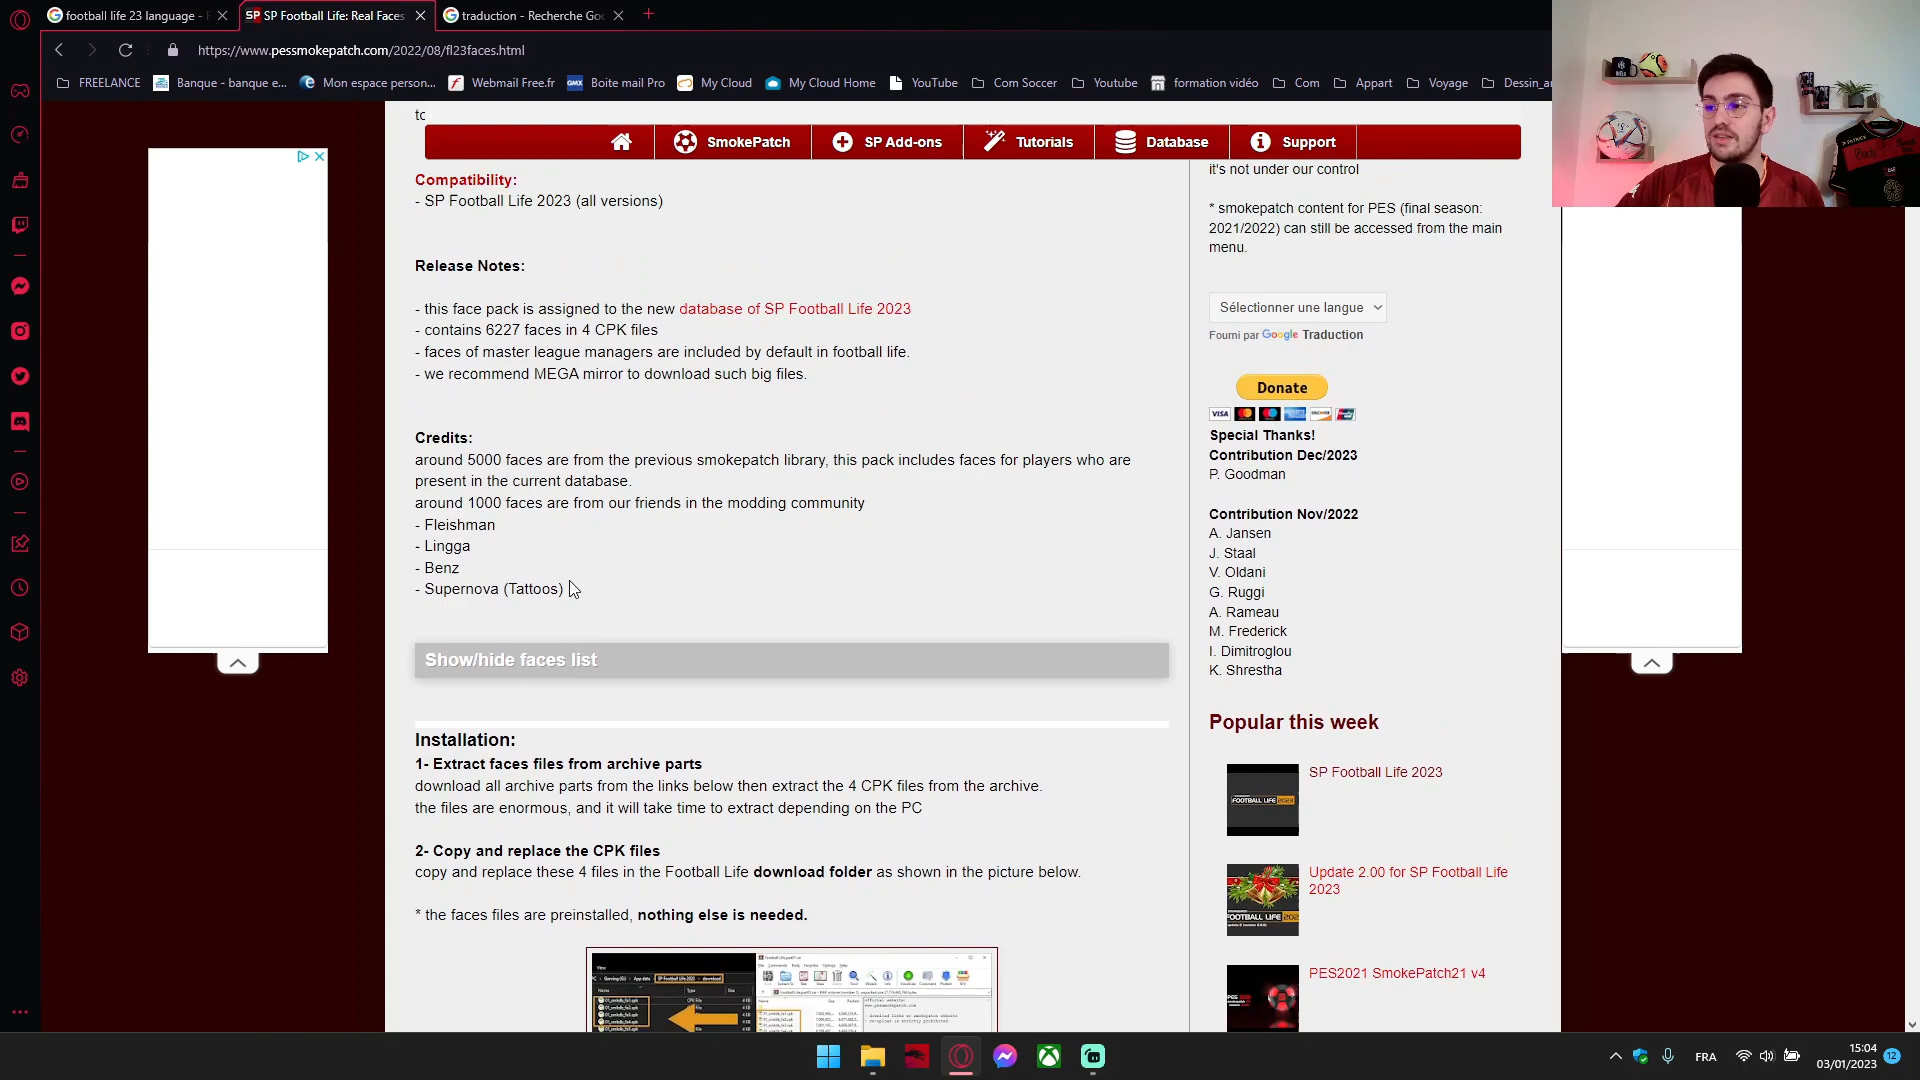 football life 23 language -
SP Football Life: Real Faces
traduction - Recherche Goo
https://www.pessmokepatch.com/2022/08/fl23faces.html
FREELANCE
Banque - banque e...
Mon espace person...
Webmail Free.fr
GMX
Boite mail Pro
My Cloud
My Cloud Home
YouTube
Com Soccer
Youtube
formation vidéo
Com
Appart
Voyage
Dessin_an
SmokePatch
SP Add-ons
Tutorials
Database
Support
Compatibility:
- SP Football Life 2023 (all versions)
Release Notes:
- this face pack is assigned to the new database of SP Football Life 2023
- contains 6227 faces in 4 CPK files
- faces of master league managers are included by default in football life.
- we recommend MEGA mirror to download such big files.
Credits:
around 5000 faces are from the previous smokepatch library, this pack includes faces for players who are
present in the current database.
around 1000 faces are from our friends in the modding community
- Fleishman
- Lingga
- Benz
- Supernova (Tattoos)
Show/hide faces list
Installation:
1- Extract faces files from archive parts
download all archive parts from the links below then extract the 4 CPK files from the archive.
the files are enormous, and it will take time to extract depending on the PC
2- Copy and replace the CPK files
copy and replace these 4 files in the Football Life download folder as shown in the picture below.
* the faces files are preinstalled, nothing else is needed.
it's not under our control
* smokepatch content for PES (final season:
2021/2022) can still be accessed from the main
menu.
Sélectionner une langue
Fourni par Google Traduction
Donate
VISA
Special Thanks!
Contribution Dec/2023
P. Goodman
Contribution Nov/2022
A. Jansen
J. Staal
V. Oldani
G. Ruggi
A. Rameau
M. Frederick
I. Dimitroglou
K. Shrestha
Popular this week
SP Football Life 2023
FOOTBALL LIFE 2023
Update 2.00 for SP Football Life
2023
PES2021 SmokePatch21 v4
FRA
15:04
03/01/2023
12